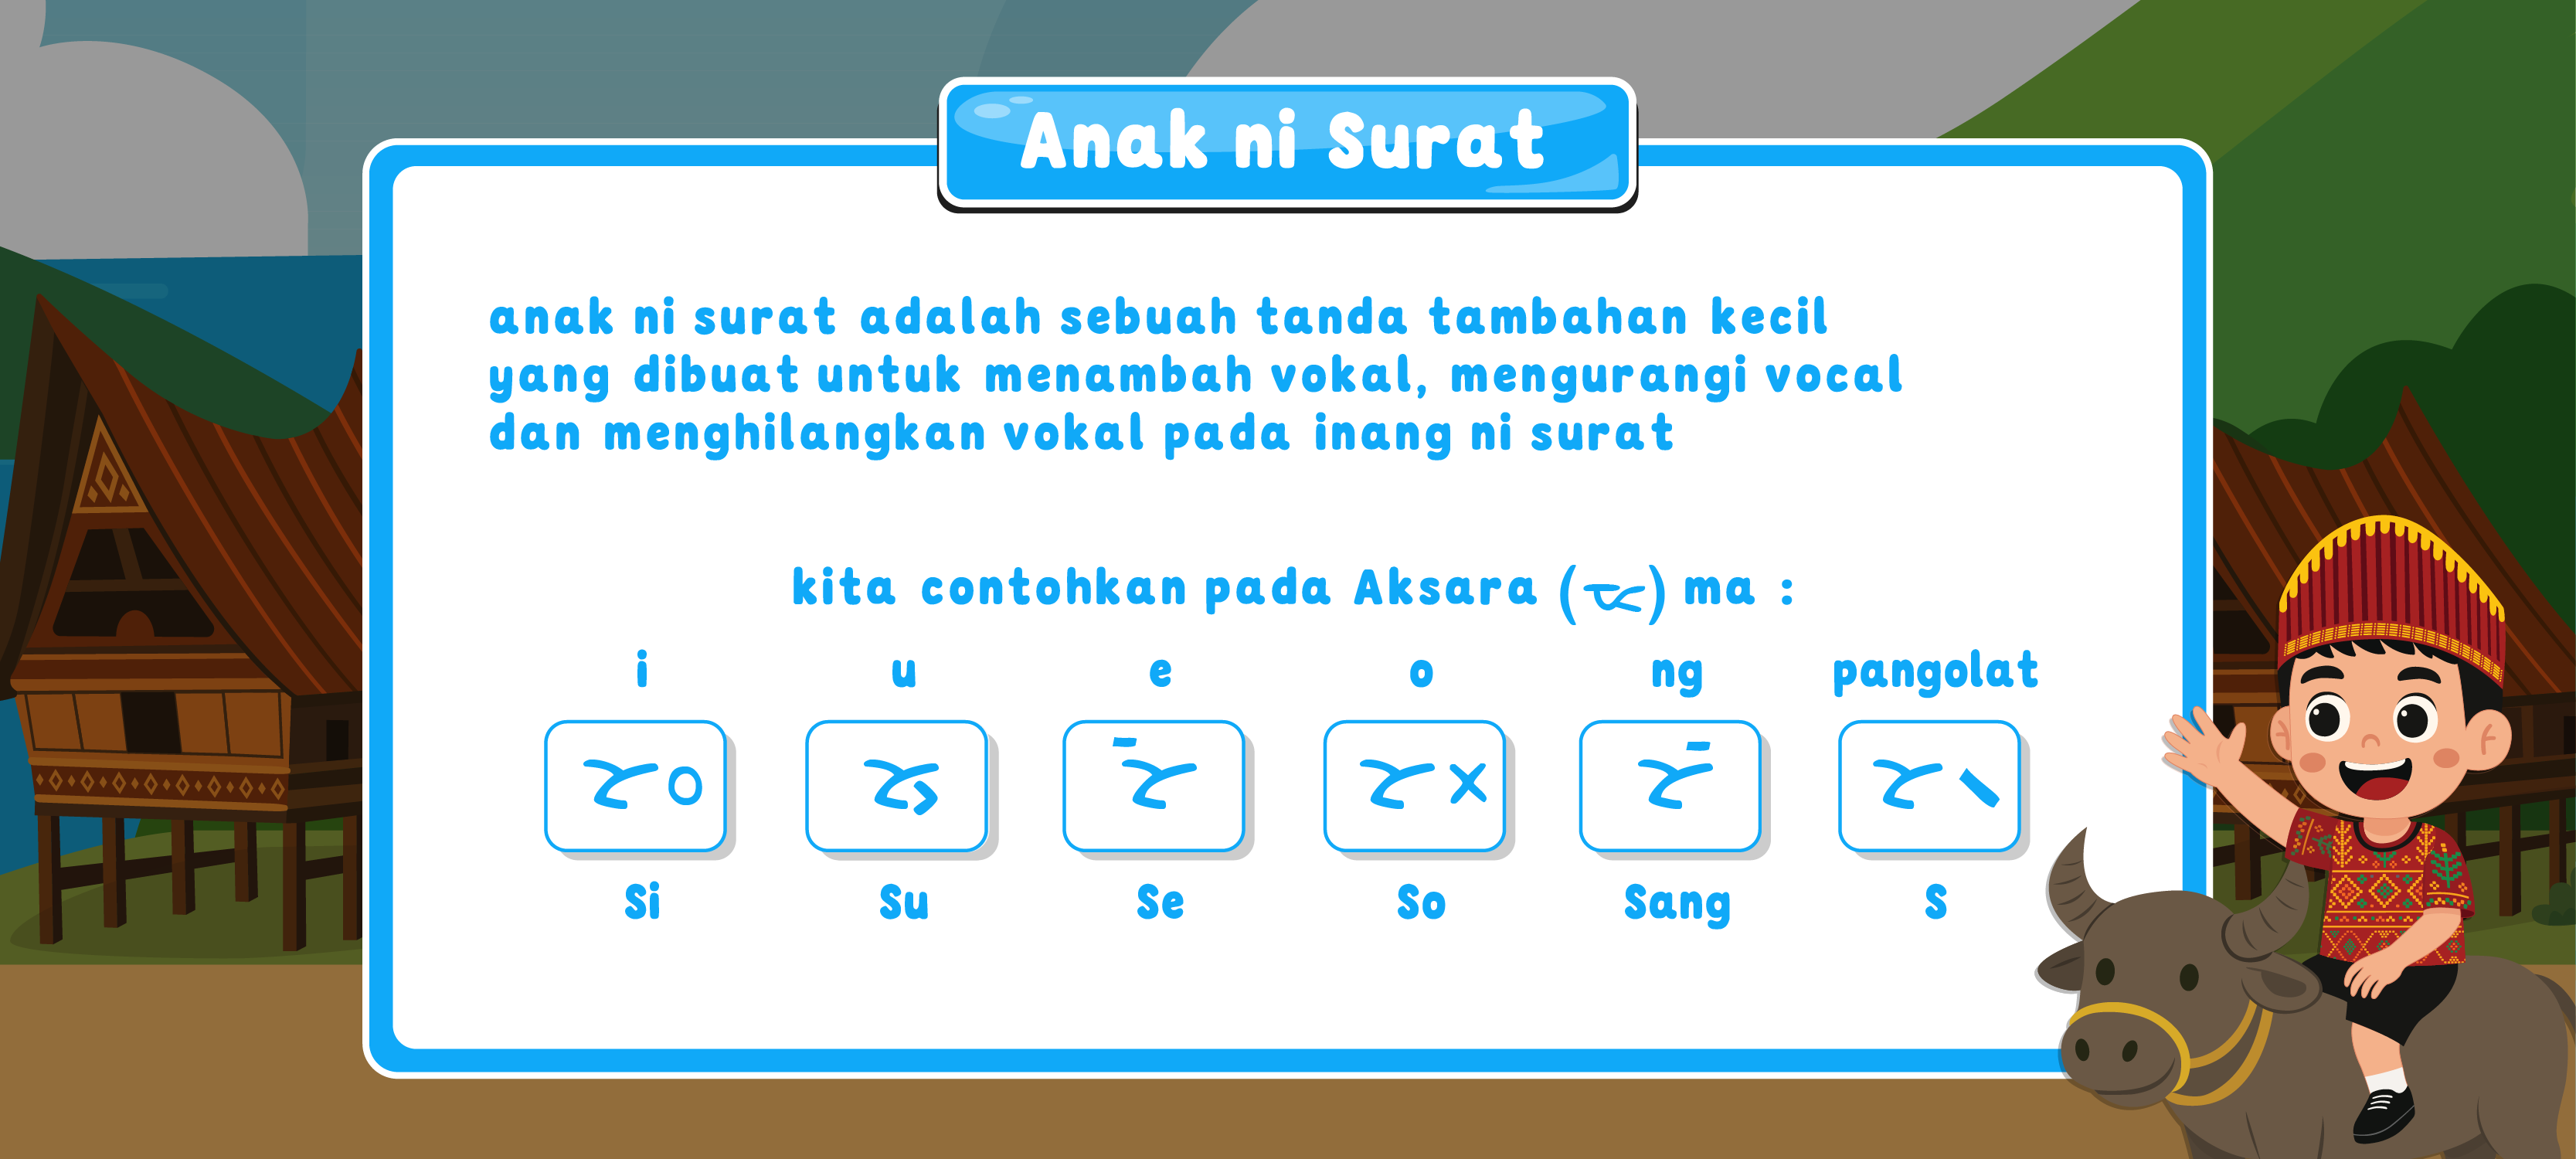 Anak ni Surat
anak ni surat adalah sebuah tanda tambahan kecil
yang dibuat untuk menambah vokal, mengurangi vocal
dan menghilangkan vokal pada inang ni surat
kita contohkan pada Aksara (ᯔ) ma :
i u e o ng pangolat
ᯘᯪ ᯘᯮ ᯘᯩ ᯘᯬ ᯘᯰ ᯘ᯲
Si Su Se So Sang S